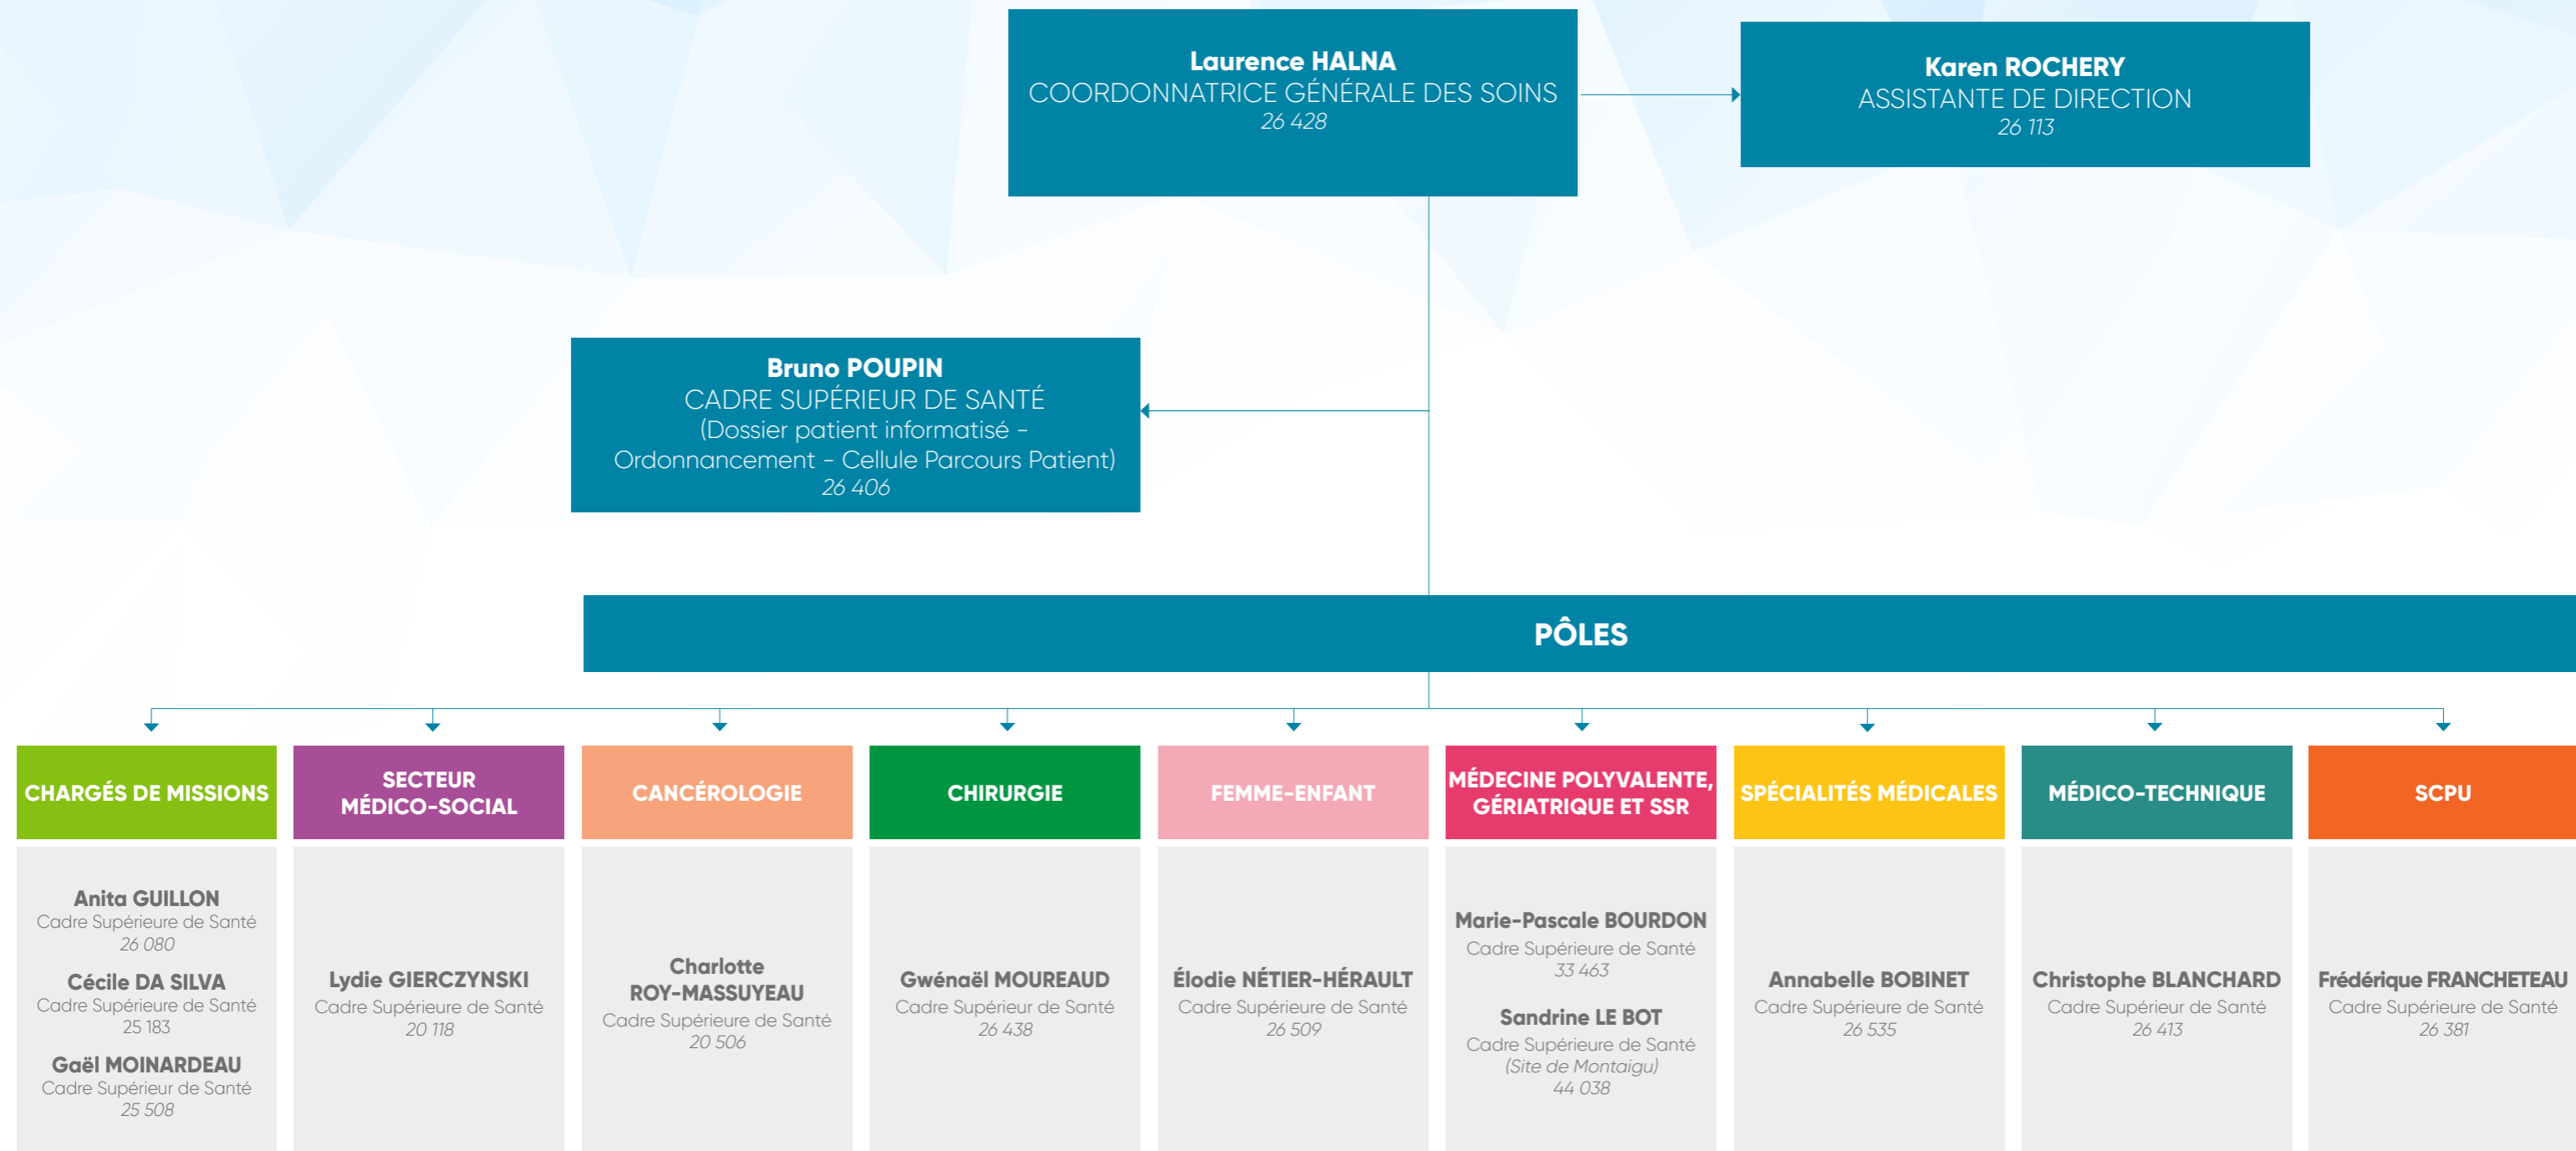 Laurence HALNA
COORDONNATRICE GÉNÉRALE DES SOINS
26 428
Karen ROCHERY
ASSISTANTE DE DIRECTION
26 113
Bruno POUPIN
CADRE SUPÉRIEUR DE SANTÉ
(Dossier patient informatisé -
Ordonnancement - Cellule Parcours Patient)
26 406
PÔLES
CHARGÉS DE MISSIONS
Anita GUILLON
Cadre Supérieure de Santé
26 080
Cécile DA SILVA
Cadre Supérieure de Santé
25 183
Gaël MOINARDEAU
Cadre Supérieur de Santé
25 508
SECTEUR
MÉDICO-SOCIAL
Lydie GIERCZYNSKI
Cadre Supérieure de Santé
20 118
CANCÉROLOGIE
Charlotte
ROY-MASSUYEAU
Cadre Supérieure de Santé
20 506
CHIRURGIE
Gwénaël MOUREAUD
Cadre Supérieur de Santé
26 438
FEMME-ENFANT
Élodie NÉTIER-HÉRAULT
Cadre Supérieure de Santé
26 509
MÉDECINE POLYVALENTE,
GÉRIATRIQUE ET SSR
Marie-Pascale BOURDON
Cadre Supérieure de Santé
33 463
Sandrine LE BOT
Cadre Supérieure de Santé
(Site de Montaigu)
44 038
SPÉCIALITÉS MÉDICALES
Annabelle BOBINET
Cadre Supérieure de Santé
26 535
MÉDICO-TECHNIQUE
Christophe BLANCHARD
Cadre Supérieur de Santé
26 413
SCPU
Frédérique FRANCHETEAU
Cadre Supérieure de Santé
26 381